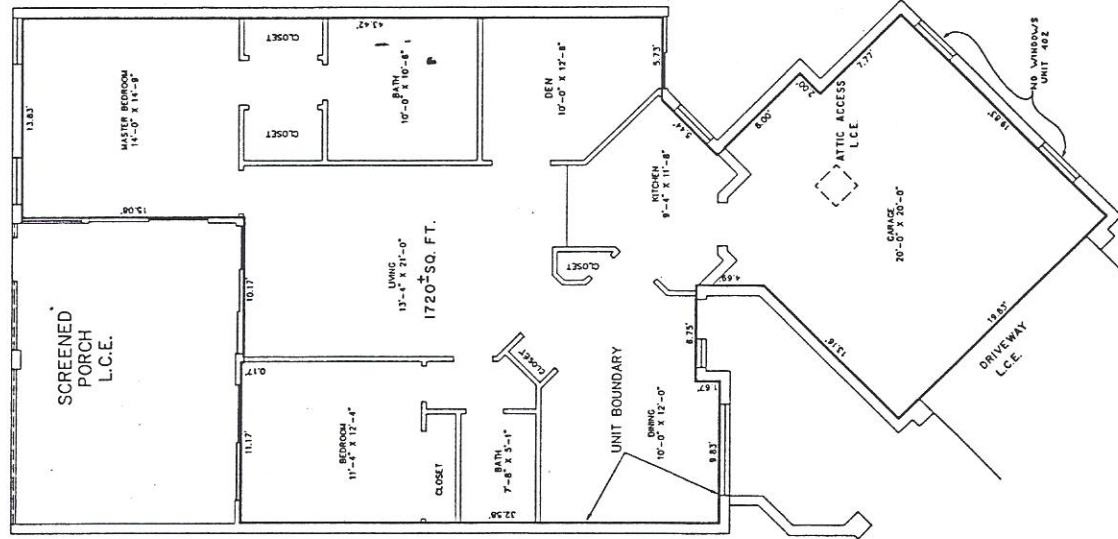 13.83'
MASTER BEDROOM
14'-0" X 14'-9"
CLOSET
CLOSET
43.42'
BATH
10'-0" X 10'-6"
DEN
10'-0" X 12'-8"
5.73'
5.44'
8.00'
2.00'
7.77'
NO WINDOWS
UNIT 402
19.83'
ATTIC ACCESS
L.C.E.
15.08'
SCREENED
PORCH
L.C.E.
10.17'
LIVING
13'-4" X 21'-0"
1720± SQ. FT.
KITCHEN
9'-4" X 11'-8"
CLOSET
4.69'
GARAGE
20'-0" X 20'-0"
13.16'
19.83'
DRIVEWAY
L.C.E.
0.17'
11.17'
BEDROOM
11'-4" X 12'-4"
CLOSET
CLOSET
BATH
7'-8" X 5'-1"
32.58'
UNIT BOUNDARY
DINING
10'-0" X 12'-0"
6.75'
1.67'
9.83'